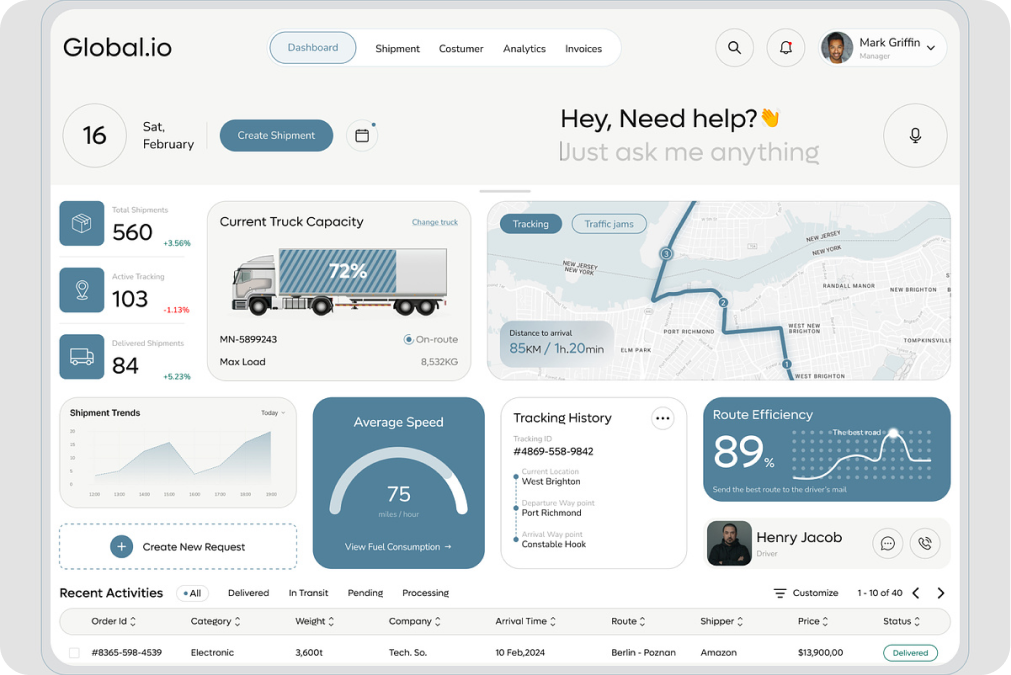 Global.io
Dashboard
Shipment
Costumer
Analytics
Invoices
Mark Griffin
Manager
16
Sat,
February
Create Shipment
Hey, Need help?👋
Just ask me anything
Total Shipments
560
+3.56%
Active Tracking
103
-1.13%
Delivered Shipments
84
+5.23%
Current Truck Capacity
Change truck
72%
MN-5899243
On-route
Max Load
8,532KG
Tracking
Traffic jams
NEW JERSEY
NEW YORK
NEW JERSEY
NEW YORK
3
RANDALL MANOR
NEW BRIGHTON
2
PORT RICHMOND
WEST NEW
BRIGHTON
TOMPKINSVILL
ELM PARK
1
WEST BRIGHTON
Distance to arrival
85KM / 1h.20min
Shipment Trends
Today
20
15
10
5
0
12:00
13:00
14:00
15:00
16:00
17:00
18:00
19:00
Create New Request
Average Speed
75
miles / hour
View Fuel Consumption →
Tracking History
Tracking ID
#4869-558-9842
Current Location
West Brighton
Departure Way point
Port Richmond
Arrival Way point
Constable Hook
Route Efficiency
89%
The best road
Send the best route to the driver's mail
Henry Jacob
Driver
Recent Activities
All
Delivered
In Transit
Pending
Processing
Customize
1 - 10 of 40
Order Id
Category
Weight
Company
Arrival Time
Route
Shipper
Price
Status
#8365-598-4539
Electronic
3,600t
Tech. So.
10 Feb,2024
Berlin - Poznan
Amazon
$13,900,00
Delivered